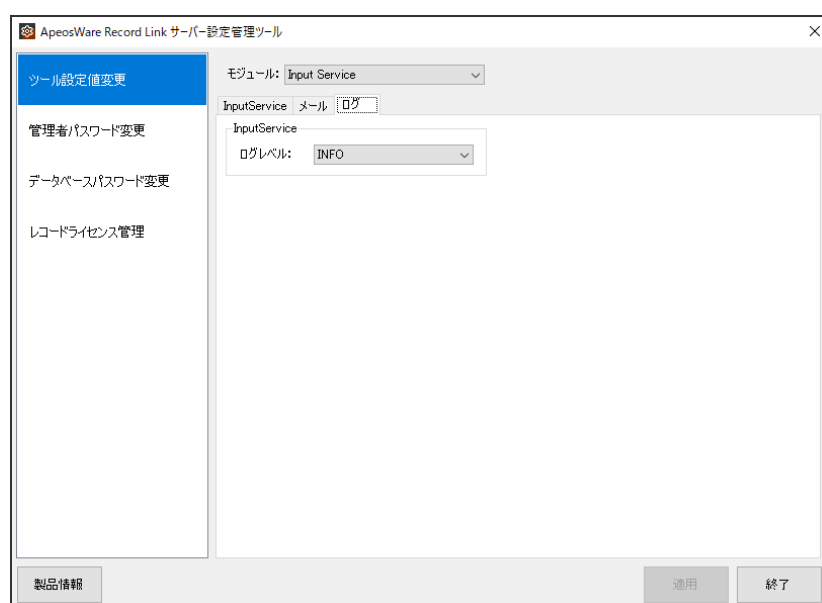 ApeosWare Record Link サーバー設定管理ツール
ツール設定値変更
管理者パスワード変更
データベースパスワード変更
レコードライセンス管理
モジュール: Input Service
InputService メール ログ
InputService
ログレベル: INFO
製品情報
適用 終了